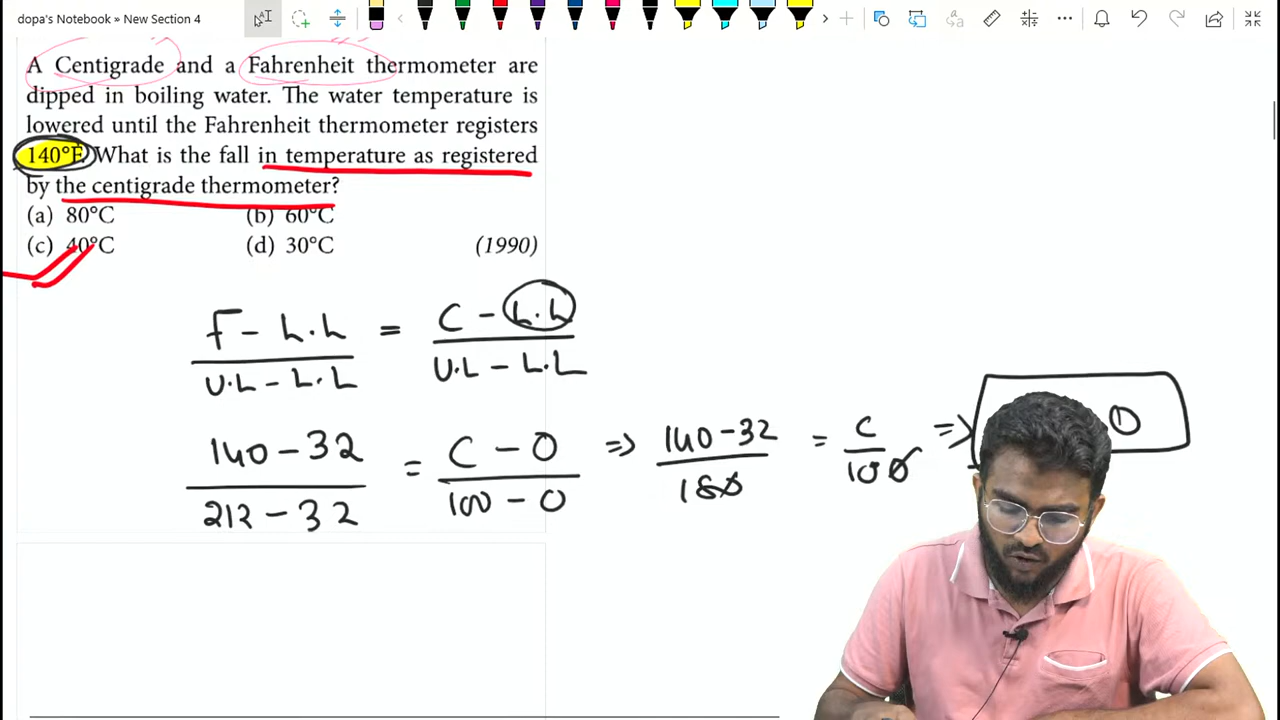 dopa's Notebook » New Section 4
A Centigrade and a Fahrenheit thermometer are
dipped in boiling water. The water temperature is
lowered until the Fahrenheit thermometer registers
140°F. What is the fall in temperature as registered
by the centigrade thermometer?
(a) 80°C (b) 60°C
(c) 40°C (d) 30°C (1990)
F - L.L / U.L - L.L = C - L.L / U.L - L.L
140 - 32 / 212 - 32 = C - 0 / 100 - 0 ⇒ 140 - 32 / 180 = C / 100 ⇒